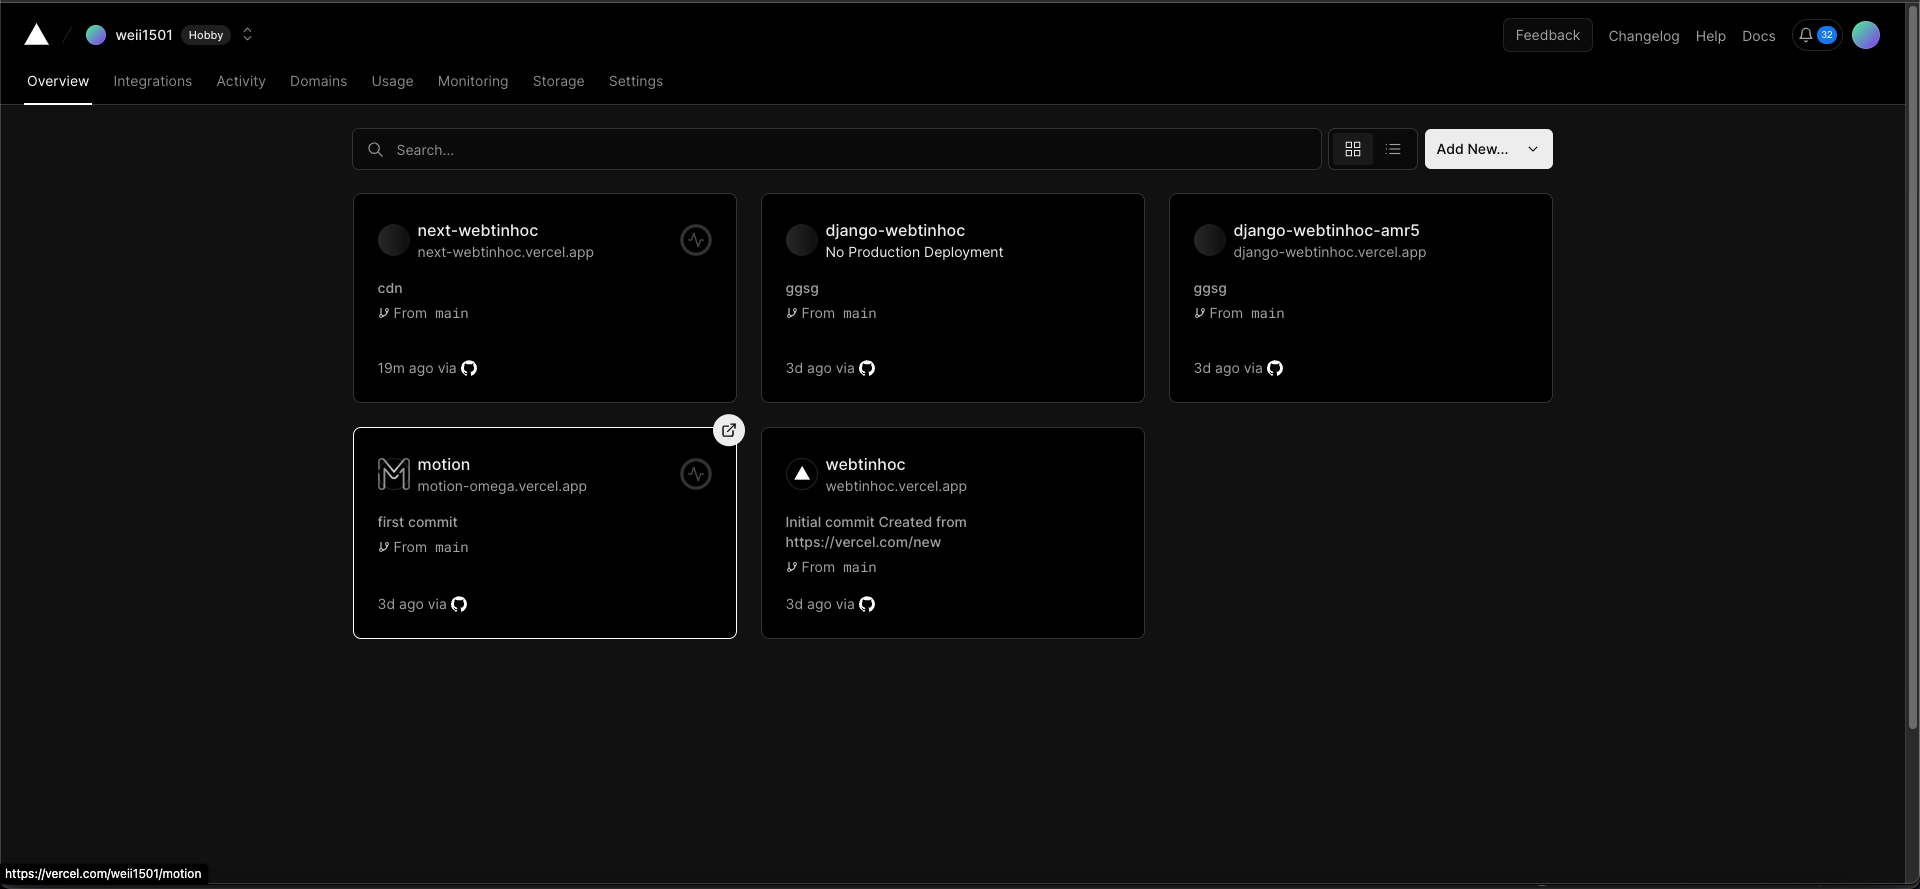 weii1501 Hobby
Feedback Changelog Help Docs 32
Overview Integrations Activity Domains Usage Monitoring Storage Settings
Search...
Add New...
next-webtinhoc
next-webtinhoc.vercel.app
cdn
From main
19m ago via
django-webtinhoc
No Production Deployment
ggsg
From main
3d ago via
django-webtinhoc-amr5
django-webtinhoc.vercel.app
ggsg
From main
3d ago via
motion
motion-omega.vercel.app
first commit
From main
3d ago via
webtinhoc
webtinhoc.vercel.app
Initial commit Created from
https://vercel.com/new
From main
3d ago via
https://vercel.com/weii1501/motion